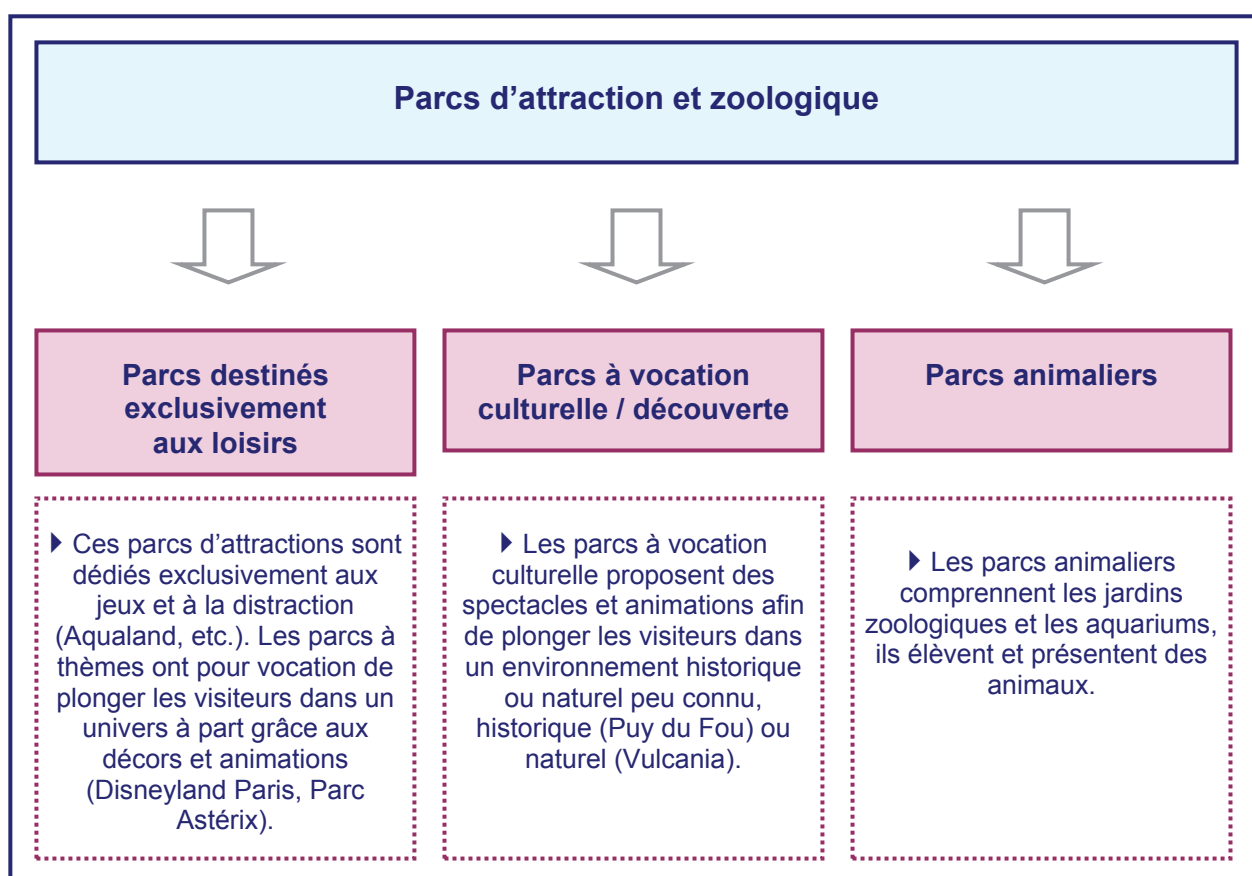 Parcs d’attraction et zoologique
Parcs destinés
exclusivement
aux loisirs
Parcs à vocation
culturelle / découverte
Parcs animaliers
Ces parcs d’attractions sont
dédiés exclusivement aux
jeux et à la distraction
(Aqualand, etc.). Les parcs à
thèmes ont pour vocation de
plonger les visiteurs dans un
univers à part grâce aux
décors et animations
(Disneyland Paris, Parc
Astérix).
Les parcs à vocation
culturelle proposent des
spectacles et animations afin
de plonger les visiteurs dans
un environnement historique
ou naturel peu connu,
historique (Puy du Fou) ou
naturel (Vulcania).
Les parcs animaliers
comprennent les jardins
zoologiques et les aquariums,
ils élèvent et présentent des
animaux.